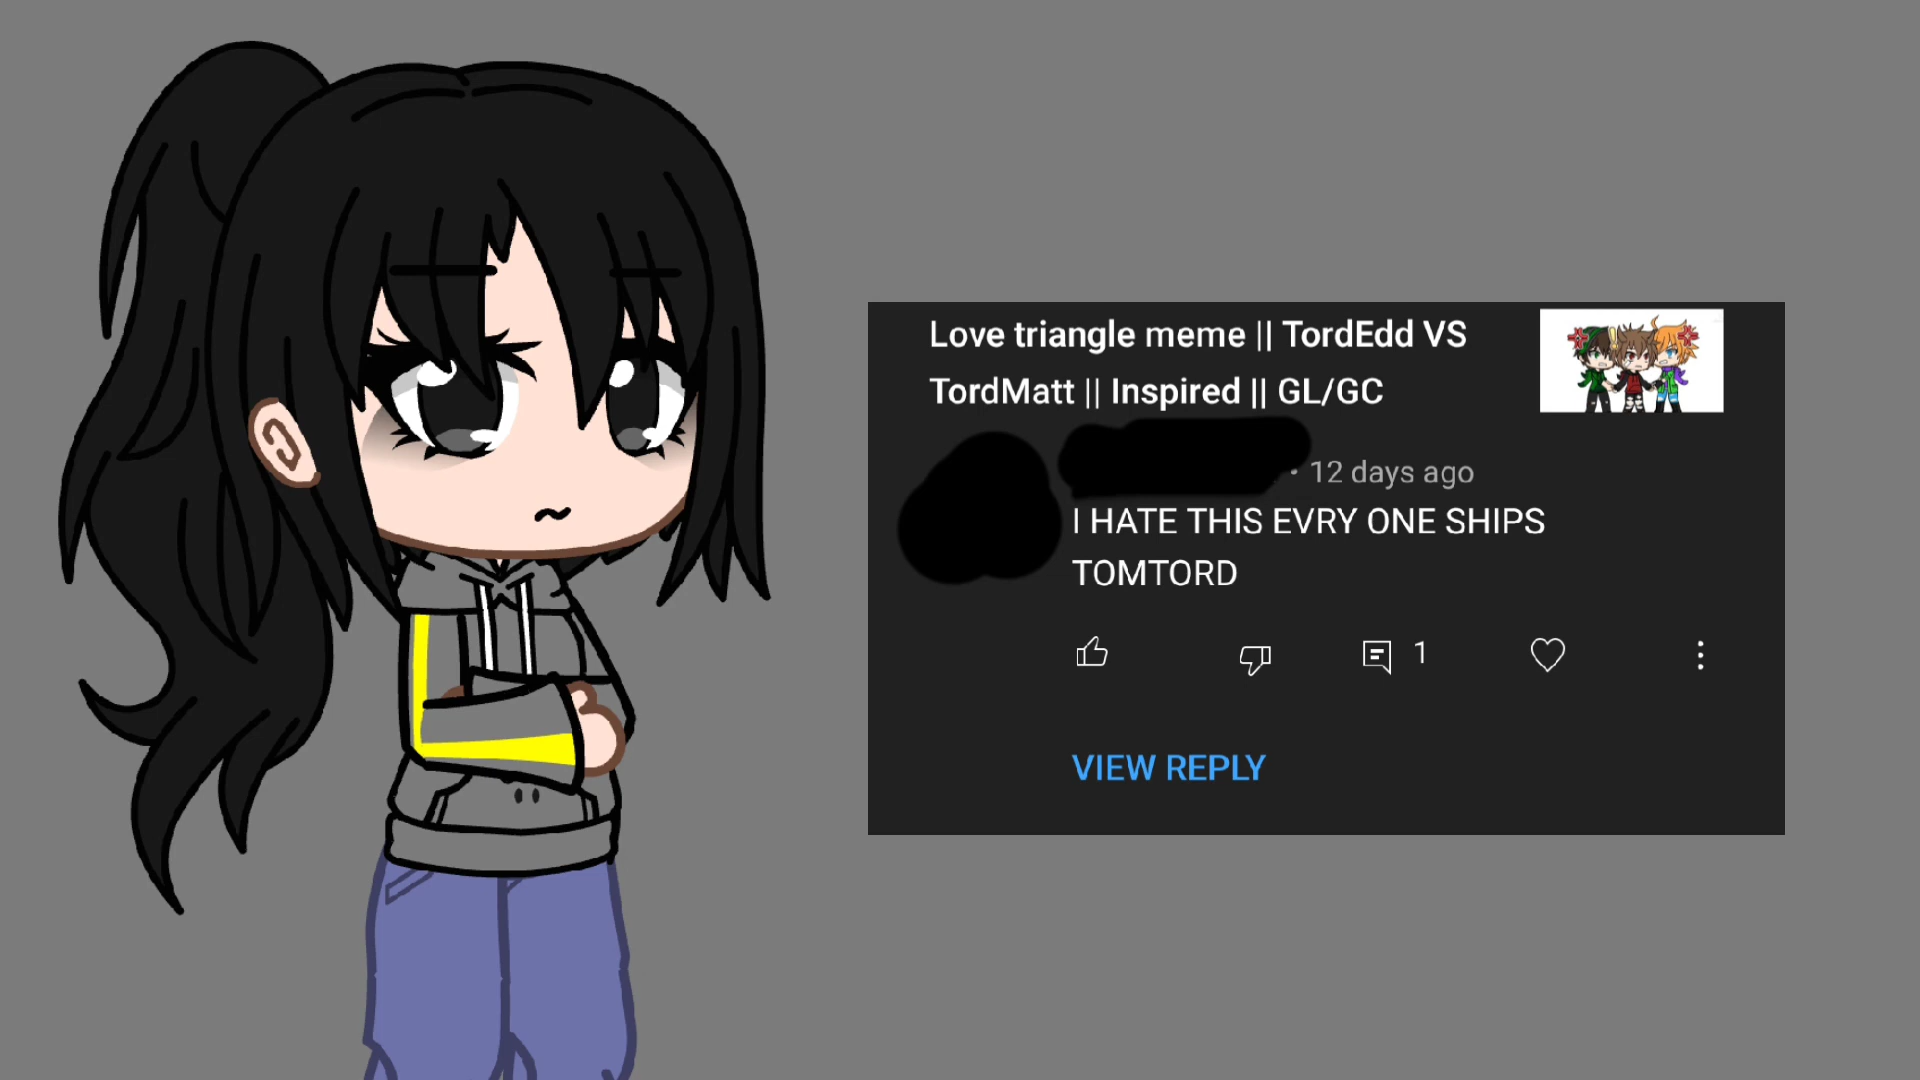 Love triangle meme || TordEdd VS
TordMatt || Inspired || GL/GC
· 12 days ago
I HATE THIS EVRY ONE SHIPS
TOMTORD
1
VIEW REPLY